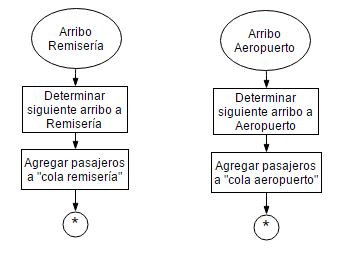 Arribo
Remisería
Determinar
siguiente arribo a
Remisería
Agregar pasajeros
a "cola remisería"
*
Arribo
Aeropuerto
Determinar
siguiente arribo a
Aeropuerto
Agregar pasajeros
a "cola aeropuerto"
*